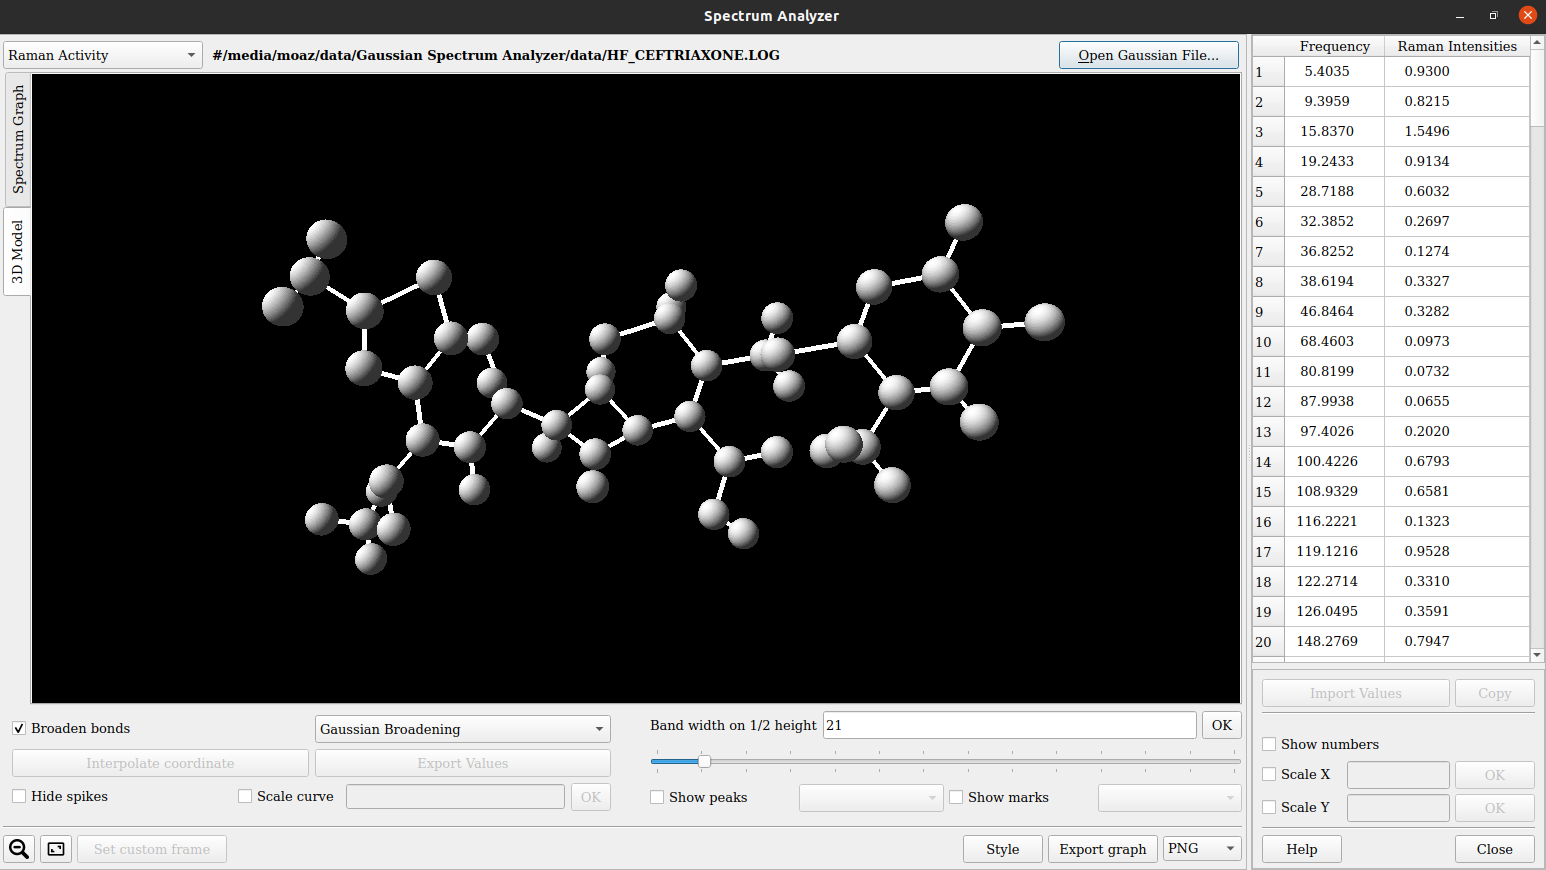 Spectrum Analyzer
Raman Activity
#/media/moaz/data/Gaussian Spectrum Analyzer/data/HF_CEFTRIAXONE.LOG
Open Gaussian File...
Spectrum Graph
3D Model
Frequency Raman Intensities
1 5.4035 0.9300
2 9.3959 0.8215
3 15.8370 1.5496
4 19.2433 0.9134
5 28.7188 0.6032
6 32.3852 0.2697
7 36.8252 0.1274
8 38.6194 0.3327
9 46.8464 0.3282
10 68.4603 0.0973
11 80.8199 0.0732
12 87.9938 0.0655
13 97.4026 0.2020
14 100.4226 0.6793
15 108.9329 0.6581
16 116.2221 0.1323
17 119.1216 0.9528
18 122.2714 0.3310
19 126.0495 0.3591
20 148.2769 0.7947
Broaden bonds
Gaussian Broadening
Band width on 1/2 height 21 OK
Interpolate coordinate
Export Values
Hide spikes
Scale curve
OK
Show peaks
Show marks
Set custom frame
Style
Export graph
PNG
Import Values
Copy
Show numbers
Scale X OK
Scale Y OK
Help
Close